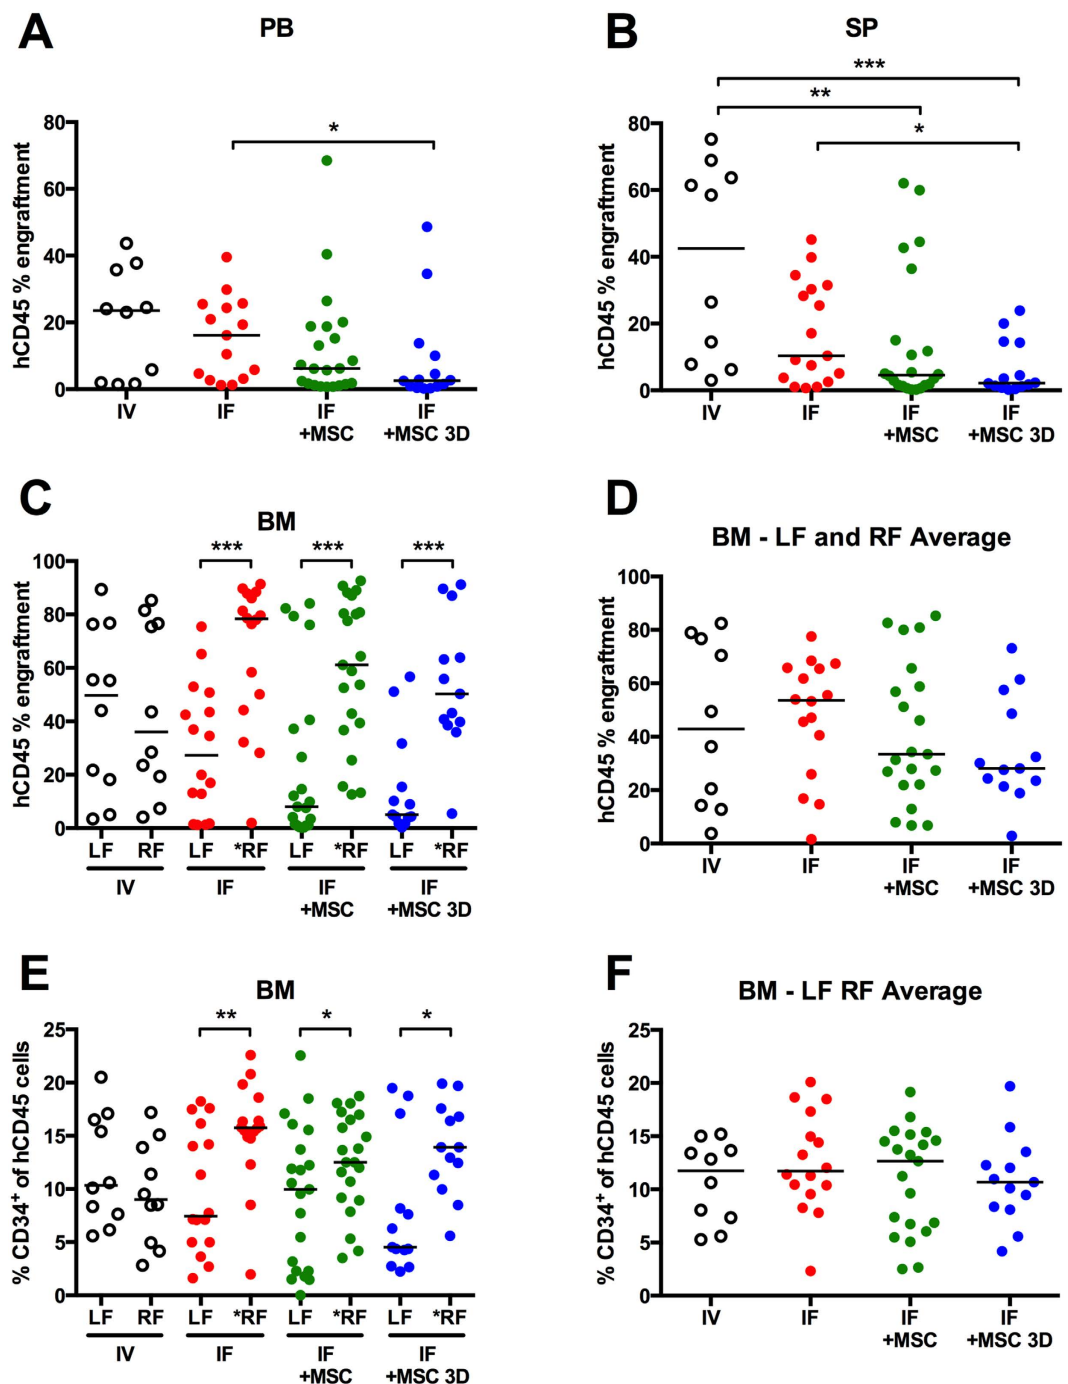 A
PB
hCD45 % engraftment
80
60
40
20
0
*
IV
IF
IF
+MSC
IF
+MSC 3D
B
SP
hCD45 % engraftment
80
60
40
20
0
***
**
*
IV
IF
IF
+MSC
IF
+MSC 3D
C
BM
hCD45 % engraftment
100
80
60
40
20
0
*** *** ***
LF RF LF *RF LF *RF LF *RF
IV
IF
IF
+MSC
IF
+MSC 3D
D
BM - LF and RF Average
hCD45 % engraftment
100
80
60
40
20
0
IV
IF
IF
+MSC
IF
+MSC 3D
E
BM
% CD34⁺ of hCD45 cells
25
20
15
10
5
0
** * *
LF RF LF *RF LF *RF LF *RF
IV
IF
IF
+MSC
IF
+MSC 3D
F
BM - LF RF Average
% CD34⁺ of hCD45 cells
25
20
15
10
5
0
IV
IF
IF
+MSC
IF
+MSC 3D